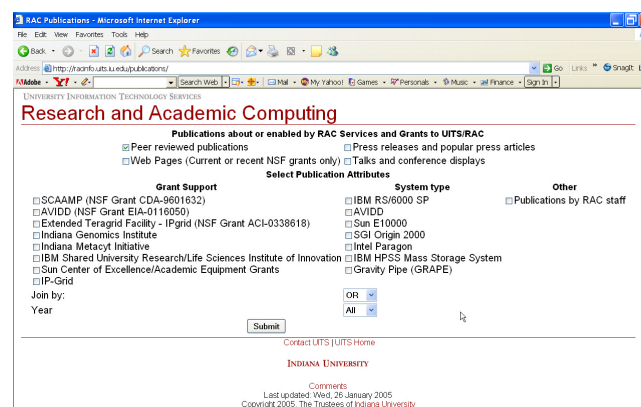 RAC Publications - Microsoft Internet Explorer
File Edit View Favorites Tools Help
Back Search Favorites
Address http://racinfo.uits.iu.edu/publications/ Go Links » SnagIt
Adobe Y! Search Web Mail My Yahoo! Games Personals Music Finance Sign In
UNIVERSITY INFORMATION TECHNOLOGY SERVICES
Research and Academic Computing
Publications about or enabled by RAC Services and Grants to UITS/RAC
Peer reviewed publications Press releases and popular press articles
Web Pages (Current or recent NSF grants only) Talks and conference displays
Select Publication Attributes
Grant Support System type Other
SCAAMP (NSF Grant CDA-9601632) IBM RS/6000 SP Publications by RAC staff
AVIDD (NSF Grant EIA-0116050) AVIDD
Extended Teragrid Facility - IPgrid (NSF Grant ACI-0338618) Sun E10000
Indiana Genomics Institute SGI Origin 2000
Indiana Metacyt Initiative Intel Paragon
IBM Shared University Research/Life Sciences Institute of Innovation IBM HPSS Mass Storage System
Sun Center of Excellence/Academic Equipment Grants Gravity Pipe (GRAPE)
IP-Grid
Join by: OR
Year All
Submit
Contact UITS | UITS Home
INDIANA UNIVERSITY
Comments
Last updated: Wed, 26 January 2005
Copyright 2005, The Trustees of Indiana University